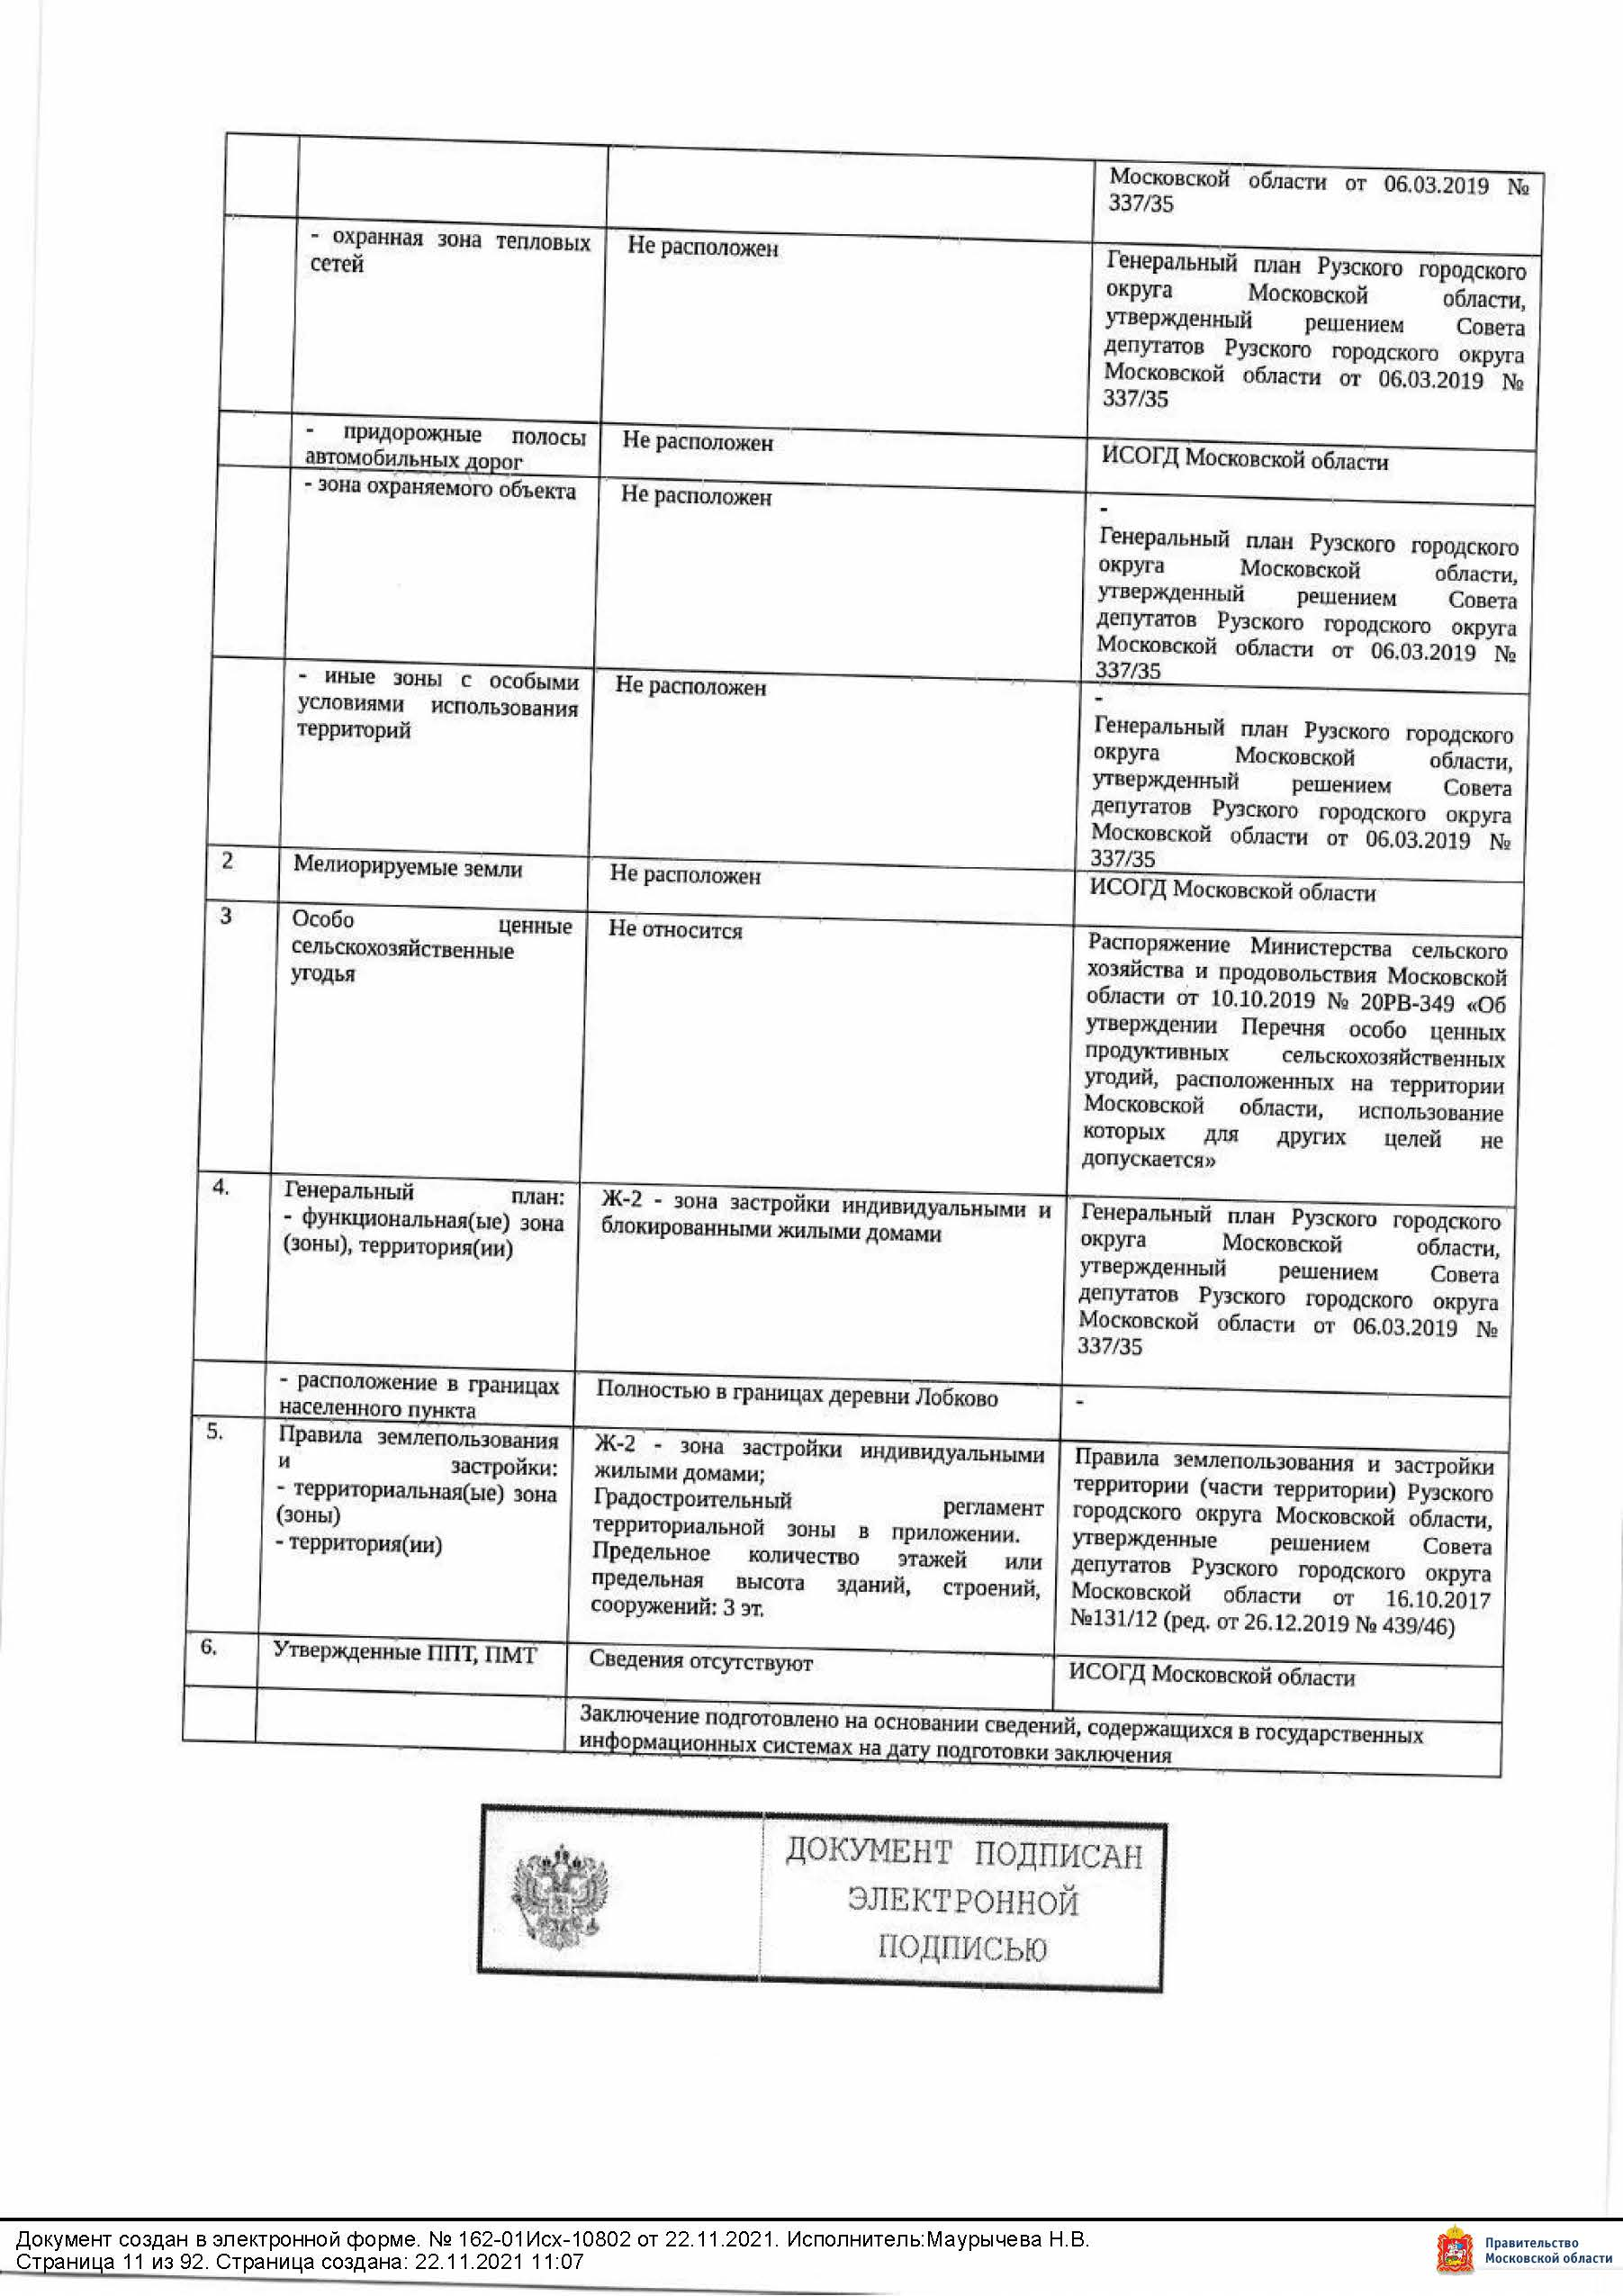 Московской области от 06.03.2019 №
337/35
- охранная зона тепловых
сетей
Не расположен
Генеральный план Рузского городского
округа Московской области,
утвержденный решением Совета
депутатов Рузского городского округа
Московской области от 06.03.2019 №
337/35
- придорожные полосы
автомобильных дорог
Не расположен
ИСОГД Московской области
- зона охраняемого объекта
Не расположен
-
Генеральный план Рузского городского
округа Московской области,
утвержденный решением Совета
депутатов Рузского городского округа
Московской области от 06.03.2019 №
337/35
- иные зоны с особыми
условиями использования
территорий
Не расположен
-
Генеральный план Рузского городского
округа Московской области,
утвержденный решением Совета
депутатов Рузского городского округа
Московской области от 06.03.2019 №
337/35
2
Мелиорируемые земли
Не расположен
ИСОГД Московской области
3
Особо ценные
сельскохозяйственные
угодья
Не относится
Распоряжение Министерства сельского
хозяйства и продовольствия Московской
области от 10.10.2019 № 20РВ-349 «Об
утверждении Перечня особо ценных
продуктивных сельскохозяйственных
угодий, расположенных на территории
Московской области, использование
которых для других целей не
допускается»
4.
Генеральный план:
- функциональная(ые) зона
(зоны), территория(ии)
Ж-2 - зона застройки индивидуальными и
блокированными жилыми домами
Генеральный план Рузского городского
округа Московской области,
утвержденный решением Совета
депутатов Рузского городского округа
Московской области от 06.03.2019 №
337/35
- расположение в границах
населенного пункта
Полностью в границах деревни Лобково
-
5.
Правила землепользования
и застройки:
- территориальная(ые) зона
(зоны)
- территория(ии)
Ж-2 - зона застройки индивидуальными
жилыми домами;
Градостроительный регламент
территориальной зоны в приложении.
Предельное количество этажей или
предельная высота зданий, строений,
сооружений: 3 эт.
Правила землепользования и застройки
территории (части территории) Рузского
городского округа Московской области,
утвержденные решением Совета
депутатов Рузского городского округа
Московской области от 16.10.2017
№131/12 (ред. от 26.12.2019 № 439/46)
6.
Утвержденные ППТ, ПМТ
Сведения отсутствуют
ИСОГД Московской области
Заключение подготовлено на основании сведений, содержащихся в государственных
информационных системах на дату подготовки заключения
ДОКУМЕНТ ПОДПИСАН
ЭЛЕКТРОННОЙ
ПОДПИСЬЮ
Документ создан в электронной форме. № 162-01Исх-10802 от 22.11.2021. Исполнитель:Маурычева Н.В.
Страница 11 из 92. Страница создана: 22.11.2021 11:07
Правительство
Московской области